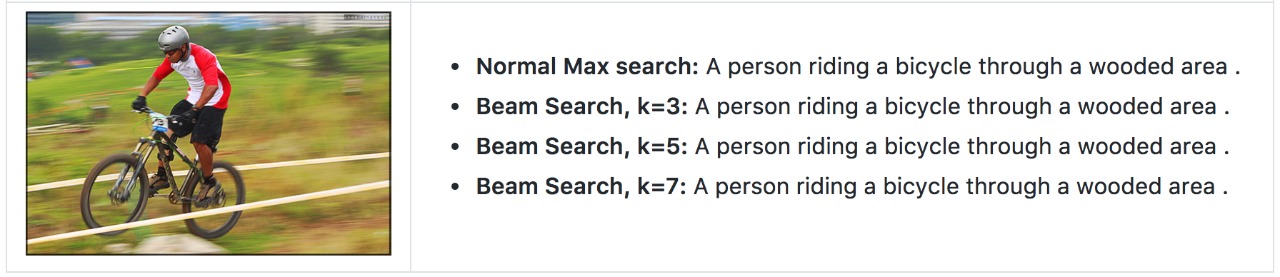 Normal Max search: A person riding a bicycle through a wooded area .
Beam Search, k=3: A person riding a bicycle through a wooded area .
Beam Search, k=5: A person riding a bicycle through a wooded area .
Beam Search, k=7: A person riding a bicycle through a wooded area .